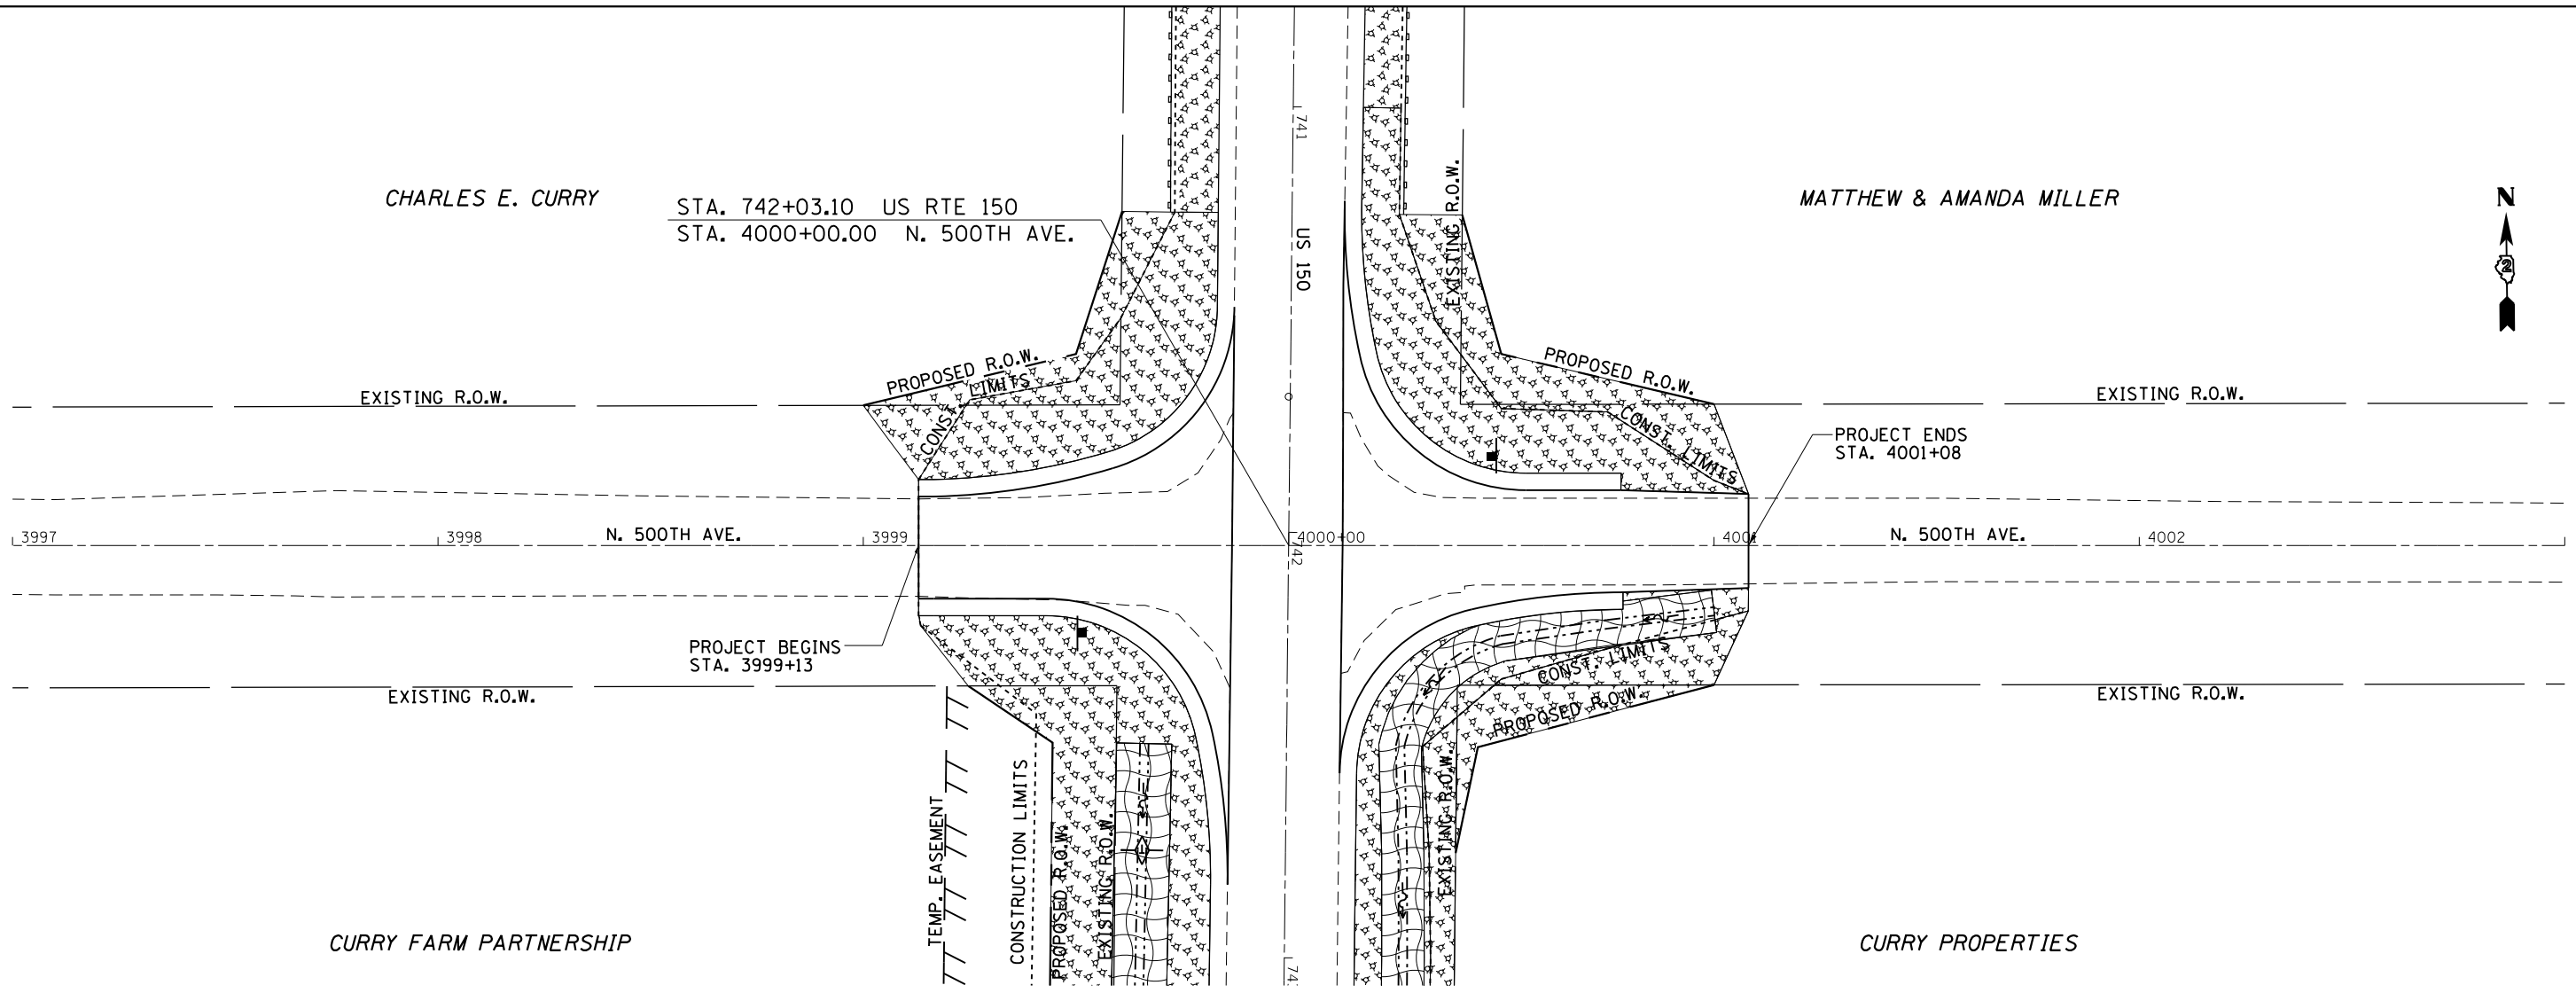 741
EXISTING R.O.W.
CHARLES E. CURRY
MATTHEW & AMANDA MILLER
N
2
STA. 742+03.10 US RTE 150
STA. 4000+00.00 N. 500TH AVE.
US 150
PROPOSED R.O.W.
CONST. LIMITS
PROPOSED R.O.W.
CONST. LIMITS
EXISTING R.O.W.
EXISTING R.O.W.
PROJECT ENDS
STA. 4001+08
3997
3998
N. 500TH AVE.
3999
4000+00
742
4001
N. 500TH AVE.
4002
PROJECT BEGINS
STA. 3999+13
CONST. LIMITS
PROPOSED R.O.W.
EXISTING R.O.W.
EXISTING R.O.W.
TEMP. EASEMENT
CONSTRUCTION LIMITS
PROPOSED R.O.W.
EXISTING R.O.W.
EXISTING R.O.W.
CURRY FARM PARTNERSHIP
CURRY PROPERTIES